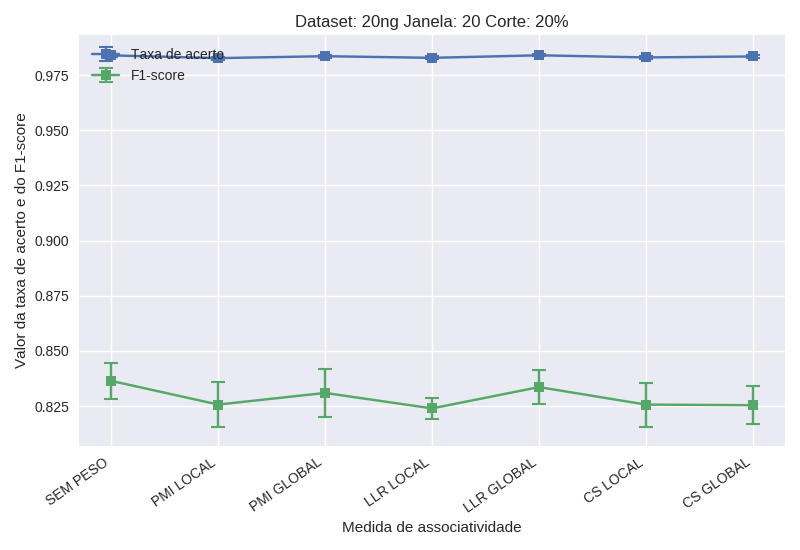 Dataset: 20ng Janela: 20 Corte: 20%
Taxa de acerto
F1-score
0.975
0.950
0.925
0.900
0.875
0.850
0.825
Valor da taxa de acerto e do F1-score
SEM PESO
PMI LOCAL
PMI GLOBAL
LLR LOCAL
LLR GLOBAL
CS LOCAL
CS GLOBAL
Medida de associatividade